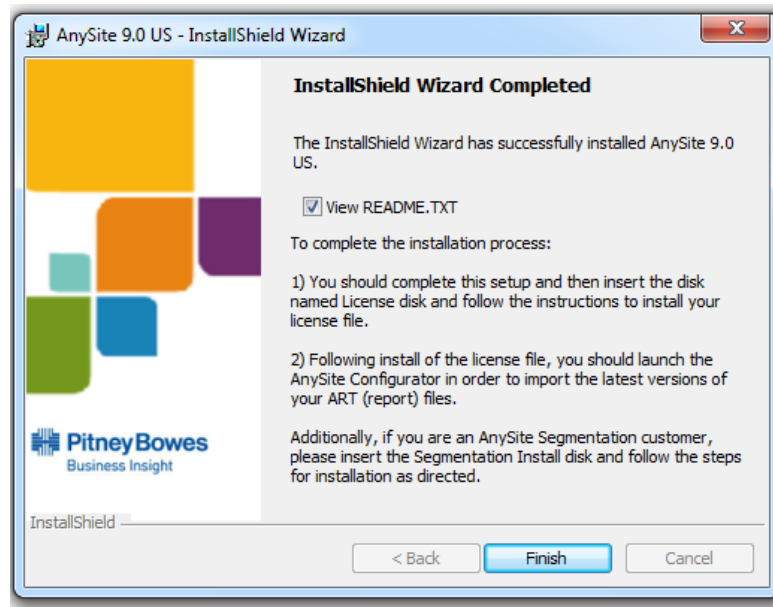 AnySite 9.0 US - InstallShield Wizard
InstallShield Wizard Completed
The InstallShield Wizard has successfully installed AnySite 9.0
US.
View README.TXT
To complete the installation process:
1) You should complete this setup and then insert the disk
named License disk and follow the instructions to install your
license file.
2) Following install of the license file, you should launch the
AnySite Configurator in order to import the latest versions of
your ART (report) files.
Additionally, if you are an AnySite Segmentation customer,
please insert the Segmentation Install disk and follow the steps
for installation as directed.
Pitney Bowes
Business Insight
InstallShield
< Back
Finish
Cancel